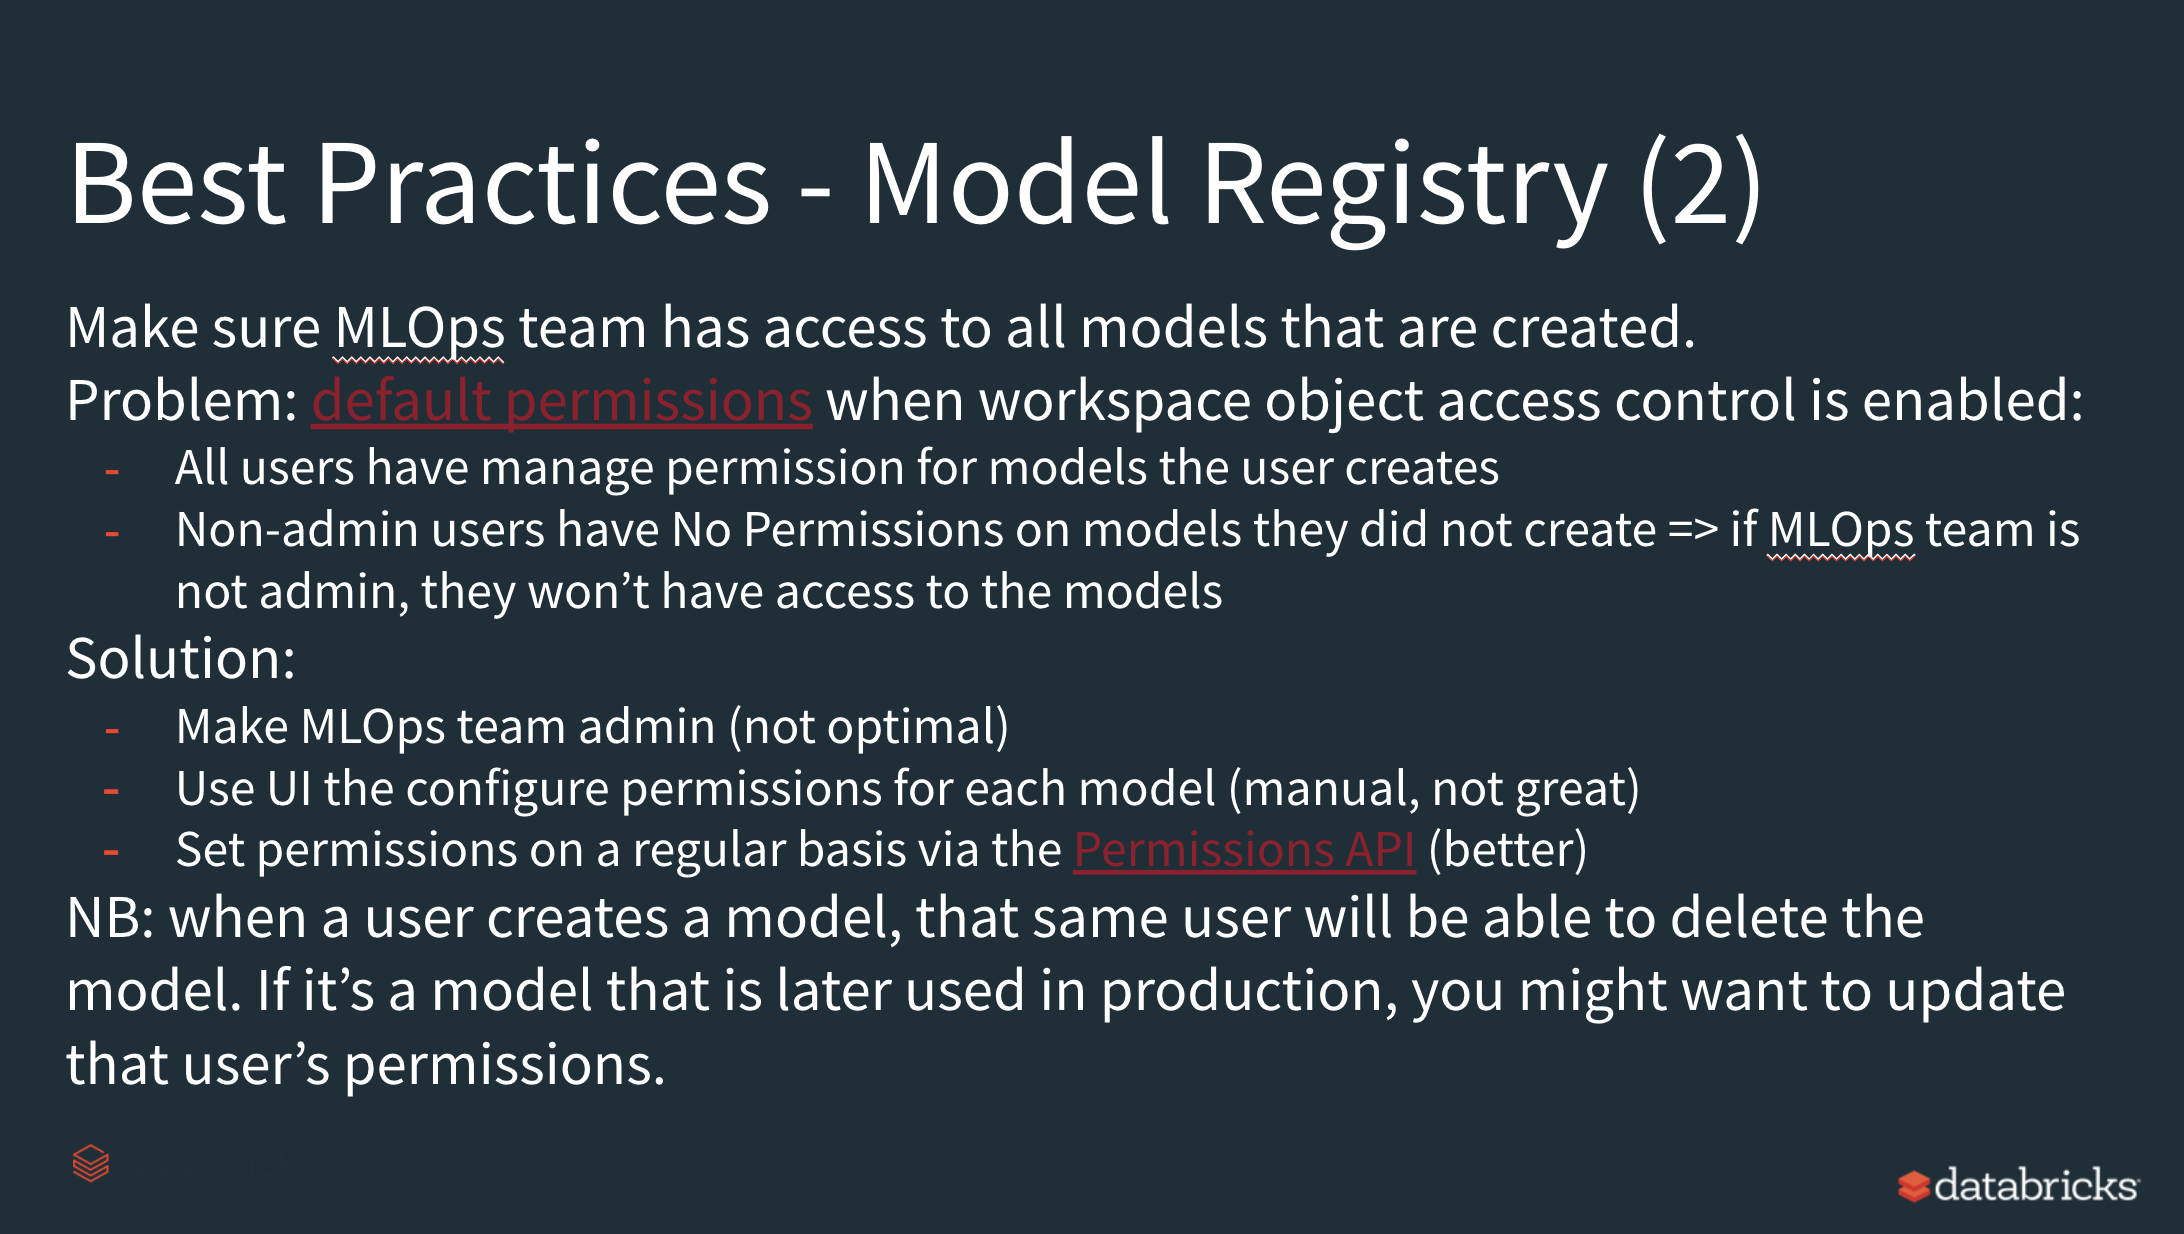 Best Practices - Model Registry (2)
Make sure MLOps team has access to all models that are created.
Problem: default permissions when workspace object access control is enabled:
- All users have manage permission for models the user creates
- Non-admin users have No Permissions on models they did not create => if MLOps team is
not admin, they won’t have access to the models
Solution:
- Make MLOps team admin (not optimal)
- Use UI the configure permissions for each model (manual, not great)
- Set permissions on a regular basis via the Permissions API (better)
NB: when a user creates a model, that same user will be able to delete the
model. If it’s a model that is later used in production, you might want to update
that user’s permissions.
databricks